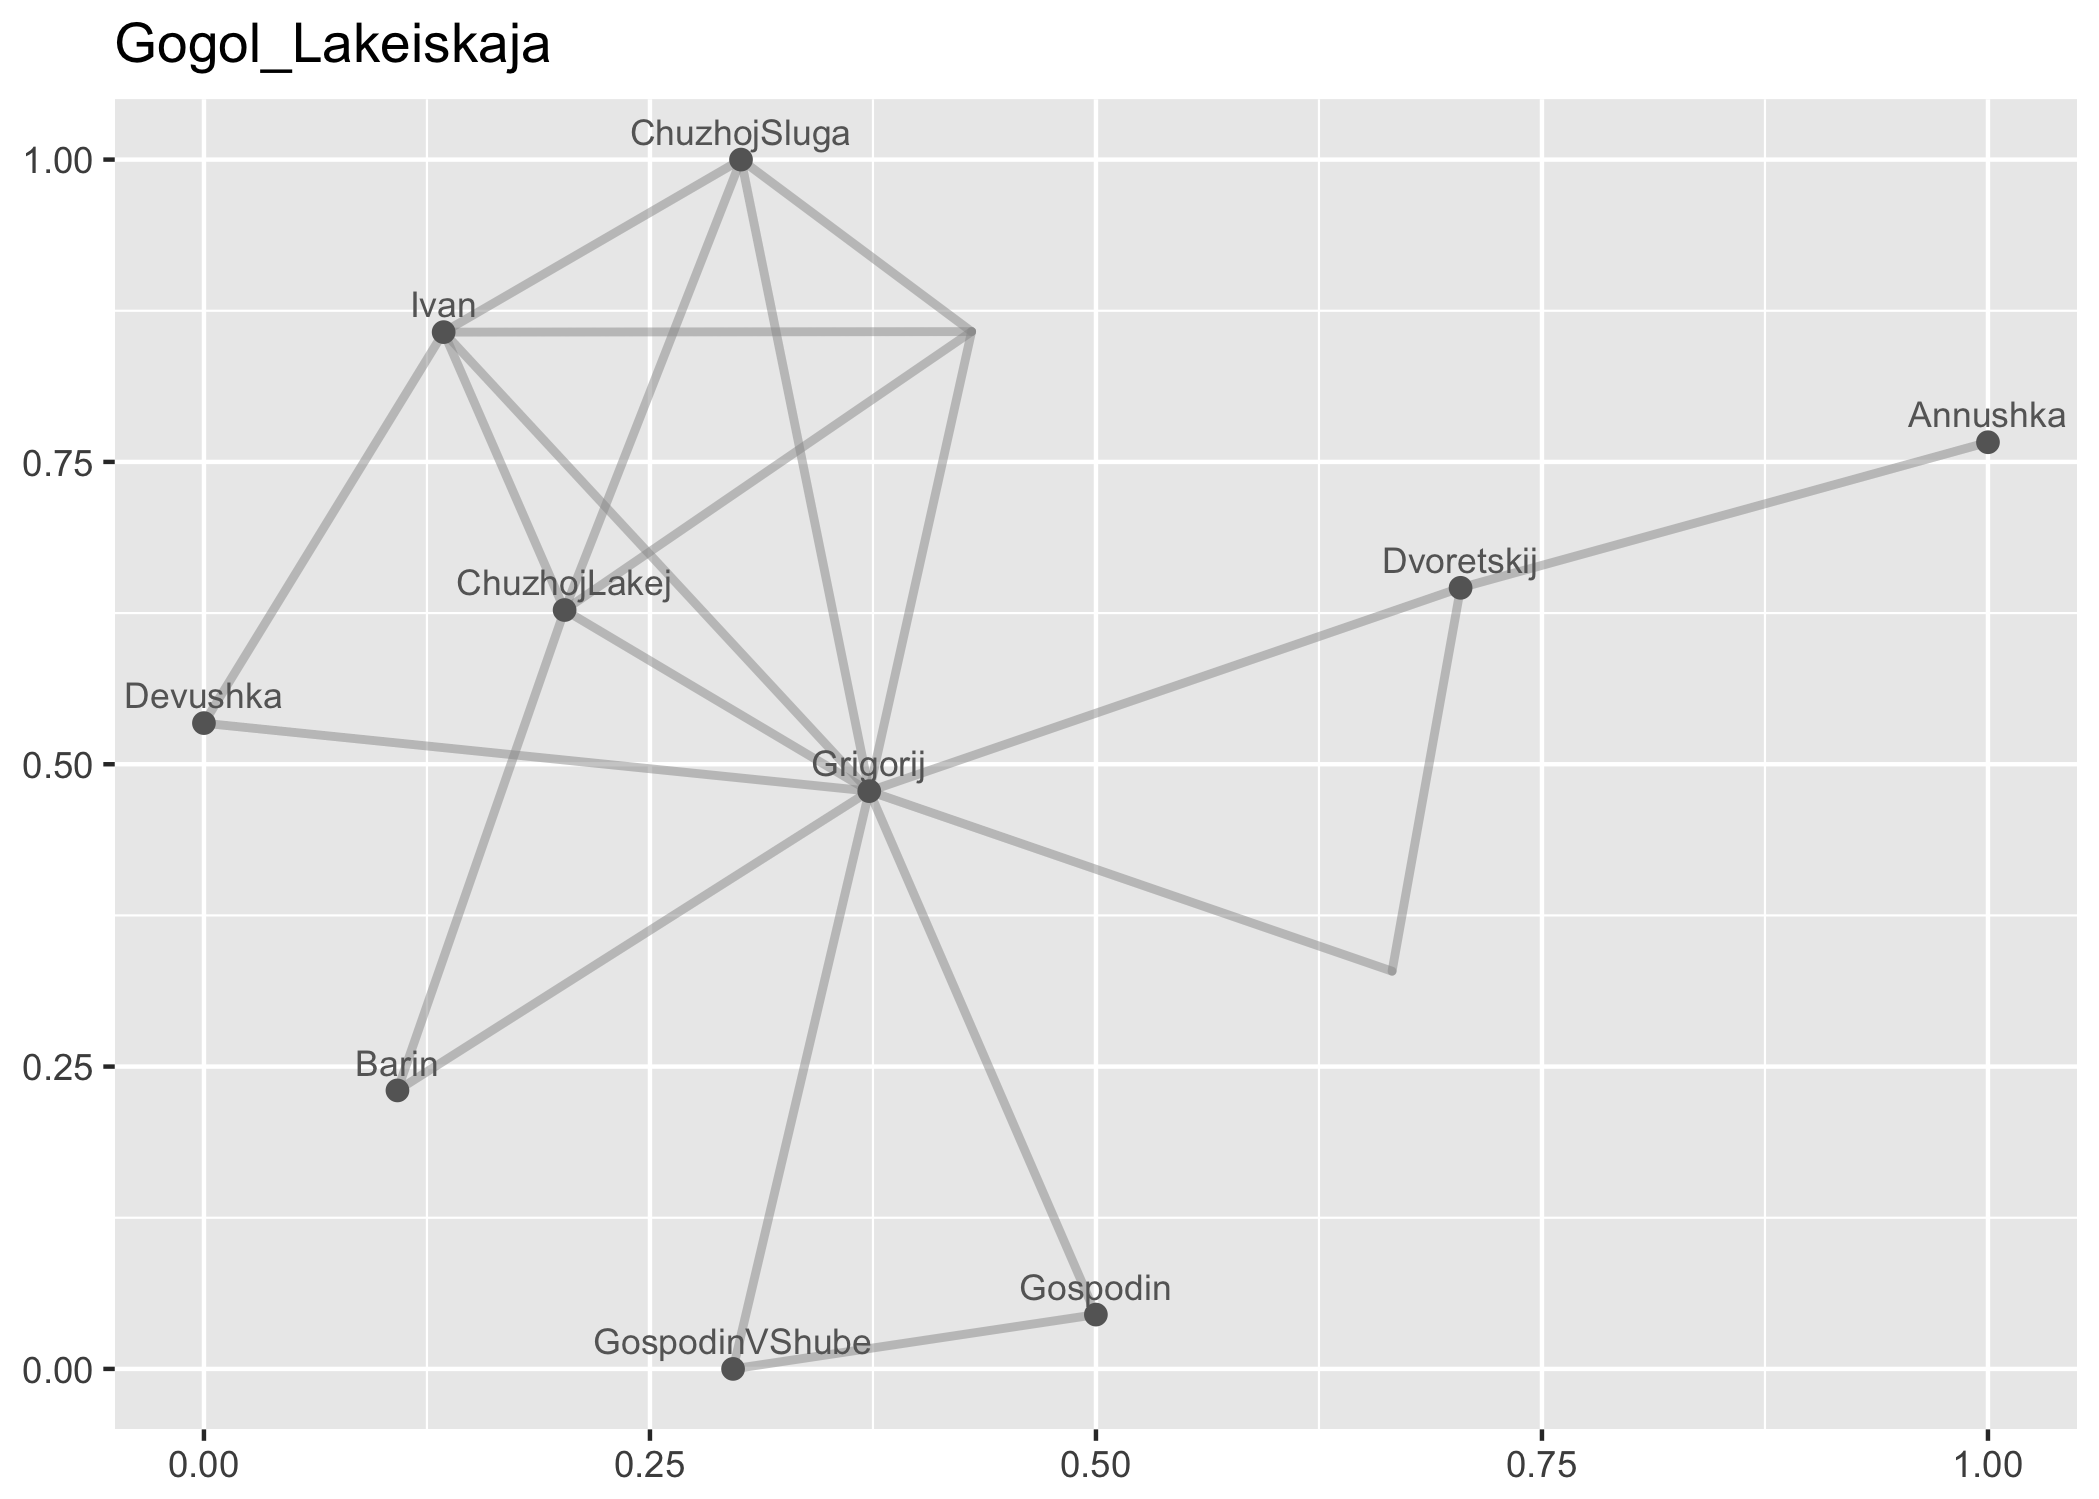 Gogol_Lakeiskaja
ChuzhojSluga
1.00
Ivan
Annushka
0.75
Dvoretskij
ChuzhojLakej
Devushka
0.50
Grigorij
0.25
Barin
Gospodin
GospodinVShube
0.00
0.00 0.25 0.50 0.75 1.00